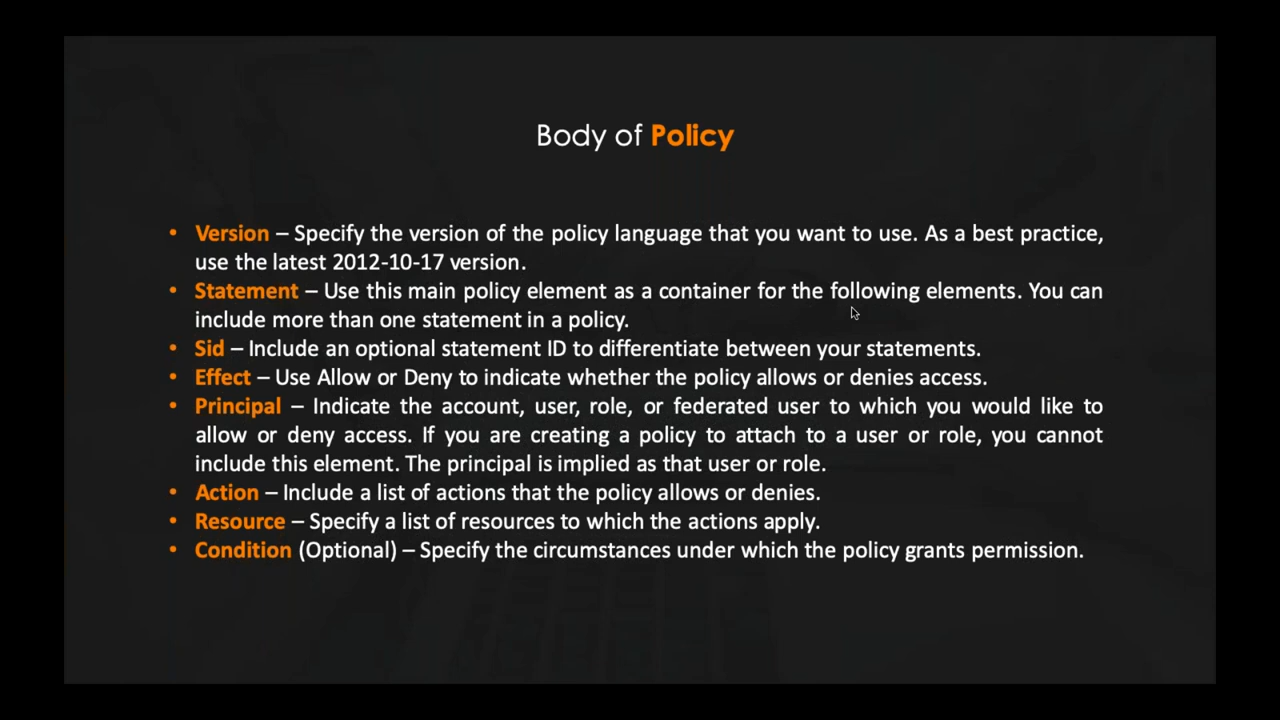 Body of Policy
• Version – Specify the version of the policy language that you want to use. As a best practice,
use the latest 2012-10-17 version.
• Statement – Use this main policy element as a container for the following elements. You can
include more than one statement in a policy.
• Sid – Include an optional statement ID to differentiate between your statements.
• Effect – Use Allow or Deny to indicate whether the policy allows or denies access.
• Principal – Indicate the account, user, role, or federated user to which you would like to
allow or deny access. If you are creating a policy to attach to a user or role, you cannot
include this element. The principal is implied as that user or role.
• Action – Include a list of actions that the policy allows or denies.
• Resource – Specify a list of resources to which the actions apply.
• Condition (Optional) – Specify the circumstances under which the policy grants permission.